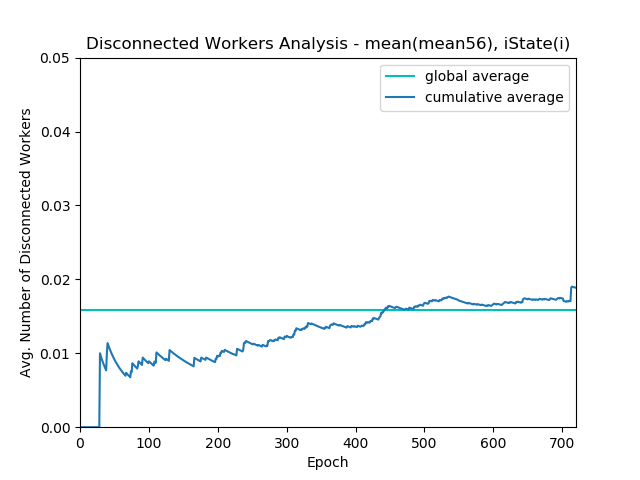 Disconnected Workers Analysis - mean(mean56), iState(i)
global average
cumulative average
Avg. Number of Disconnected Workers
0.05
0.04
0.03
0.02
0.01
0.00
0 100 200 300 400 500 600 700
Epoch